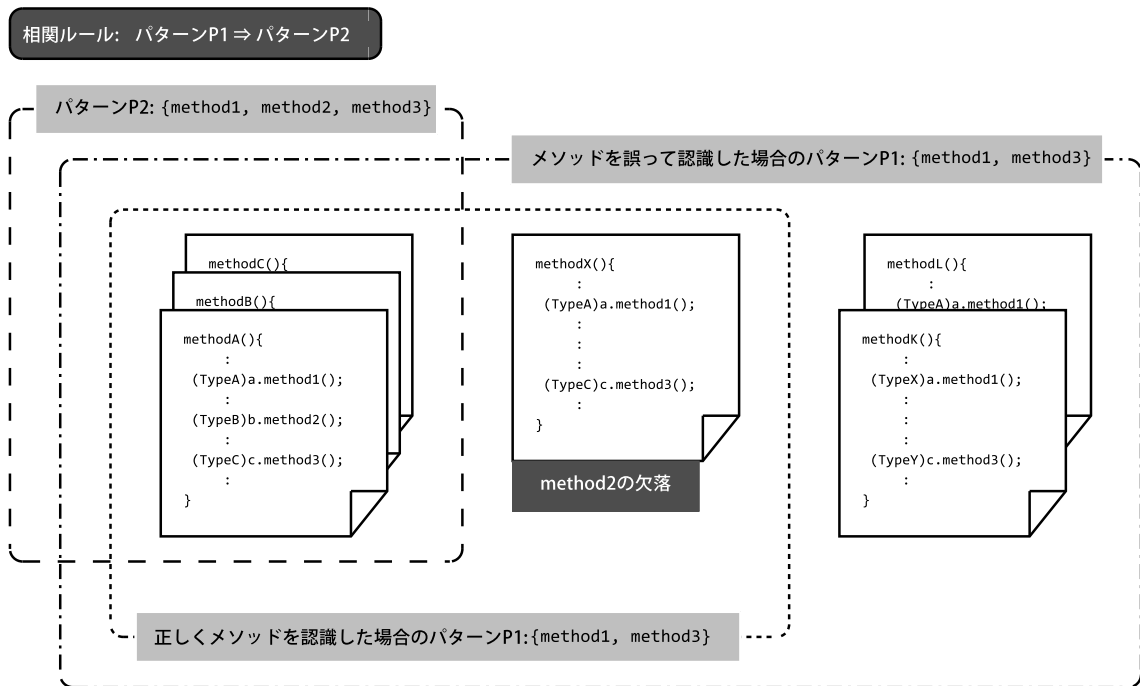 相関ルール: パターンP1 ⇒ パターンP2
パターンP2: {method1, method2, method3}
メソッドを誤って認識した場合のパターンP1: {method1, method3}
methodC(){
methodB(){
methodA(){
:
(TypeA)a.method1();
:
(TypeB)b.method2();
:
(TypeC)c.method3();
:
}
methodX(){
:
(TypeA)a.method1();
:
:
:
(TypeC)c.method3();
:
}
method2の欠落
methodL(){
:
(TypeA)a.method1();
methodK(){
:
(TypeX)a.method1();
:
:
:
(TypeY)c.method3();
:
}
正しくメソッドを認識した場合のパターンP1:{method1, method3}